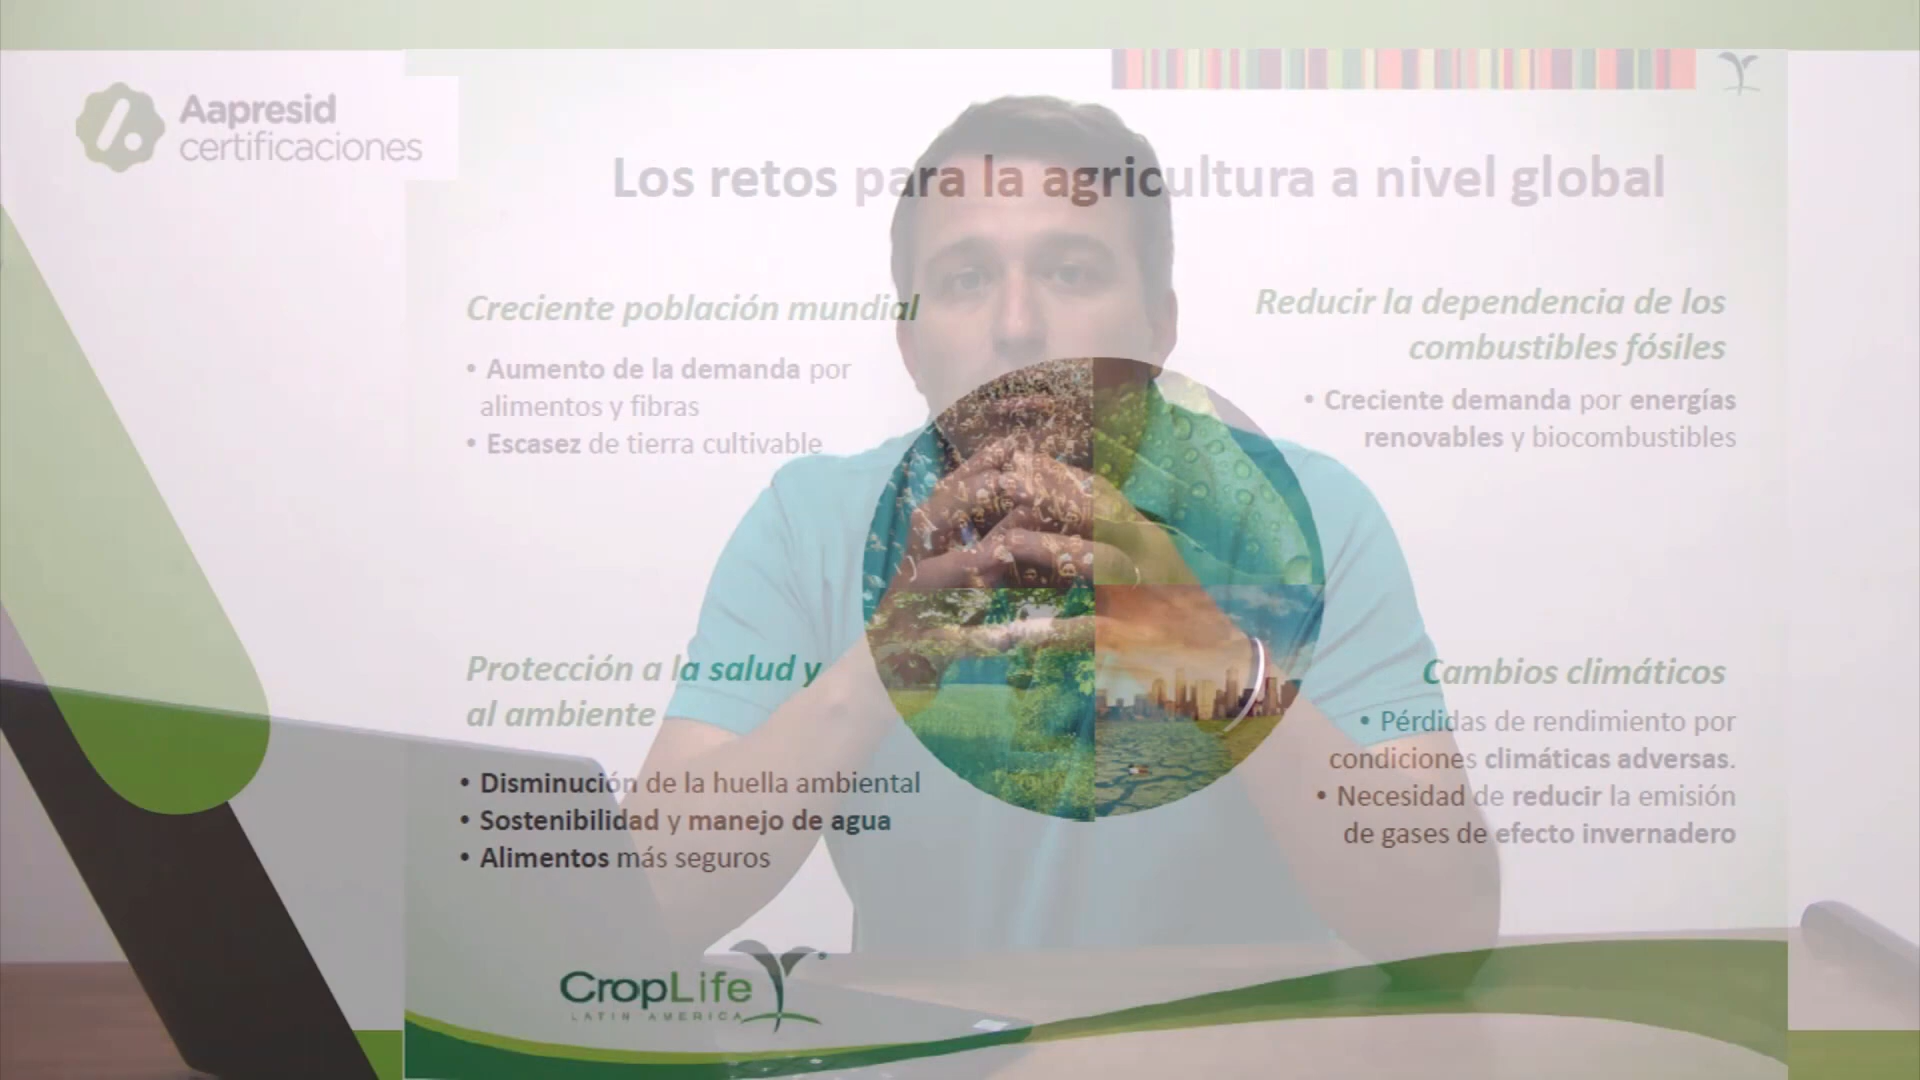 Aapresid
certificaciones
Los retos para la agricultura a nivel global
Creciente población mundial
• Aumento de la demanda por
alimentos y fibras
• Escasez de tierra cultivable
Reducir la dependencia de los
combustibles fósiles
• Creciente demanda por energías
renovables y biocombustibles
Protección a la salud y
al ambiente
• Disminución de la huella ambiental
• Sostenibilidad y manejo de agua
• Alimentos más seguros
Cambios climáticos
• Pérdidas de rendimiento por
condiciones climáticas adversas.
• Necesidad de reducir la emisión
de gases de efecto invernadero
CropLife
LATIN AMERICA